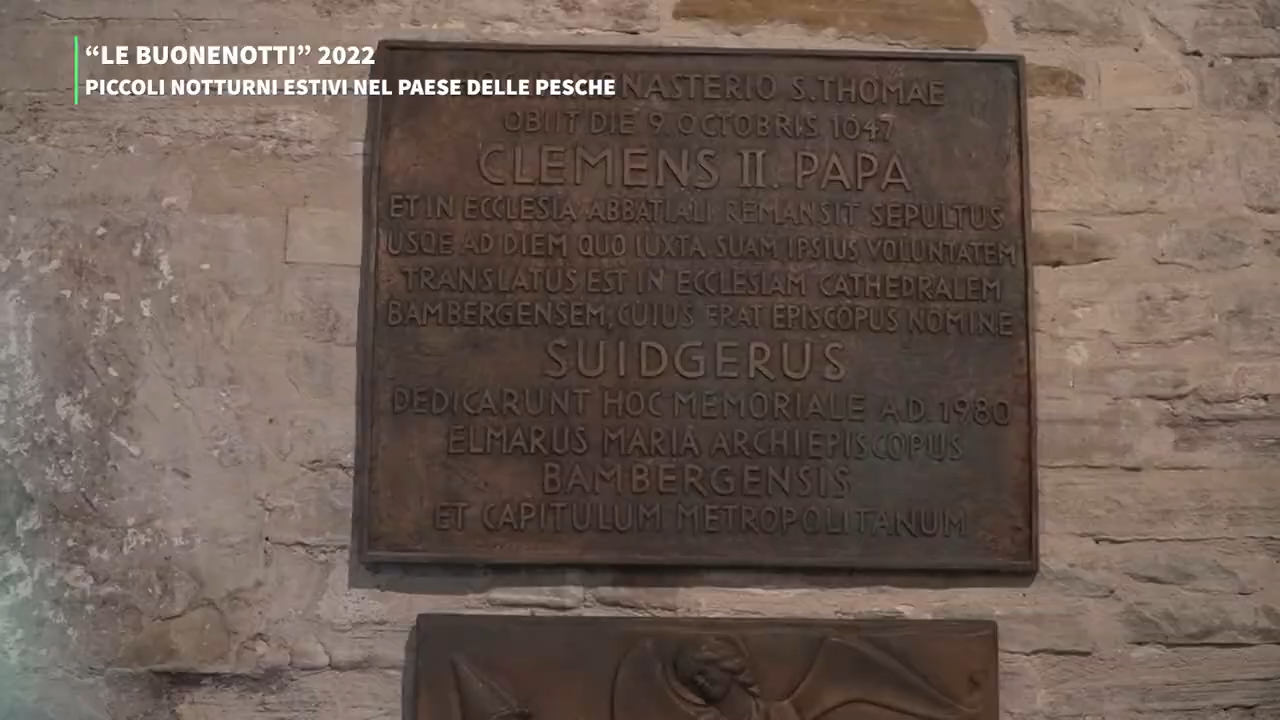 “LE BUONENOTTI” 2022
PICCOLI NOTTURNI ESTIVI NEL PAESE DELLE PESCHE
NASTERIO S. THOMAE
OBIIT DIE 9. OCTOBRIS 1047
CLEMENS II. PAPA
ET IN ECCLESIA ABBATIALI REMANSIT SEPULTUS
USQE AD DIEM QUO IUXTA SUAM IPSIUS VOLUNTATEM
TRANSLATUS EST IN ECCLESIAM CATHEDRALEM
BAMBERGENSEM, CUIUS ERAT EPISCOPUS NOMINE
SUIDGERUS
DEDICARUNT HOC MEMORIALE A.D. 1980
ELMARUS MARIA ARCHIEPISCOPUS
BAMBERGENSIS
ET CAPITULUM METROPOLITANUM